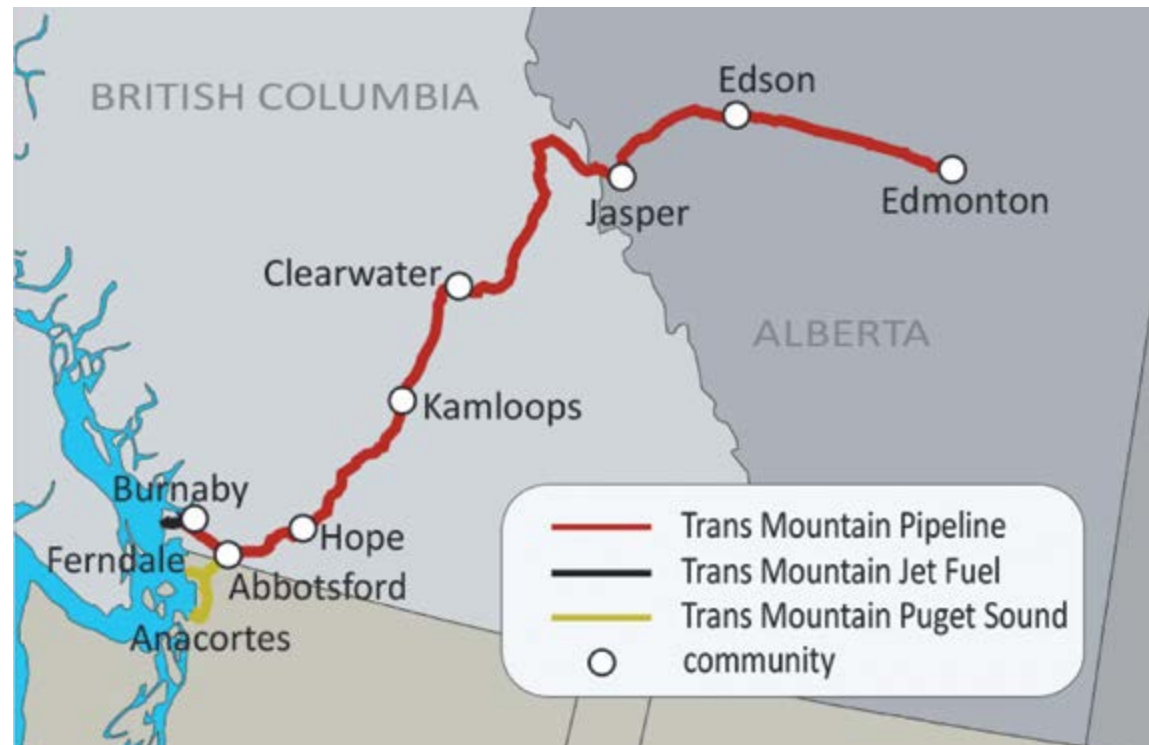 Edson
BRITISH COLUMBIA
Edmonton
Jasper
Clearwater
ALBERTA
Kamloops
Burnaby
Hope
Ferndale
Abbotsford
Anacortes
Trans Mountain Pipeline
Trans Mountain Jet Fuel
Trans Mountain Puget Sound
community